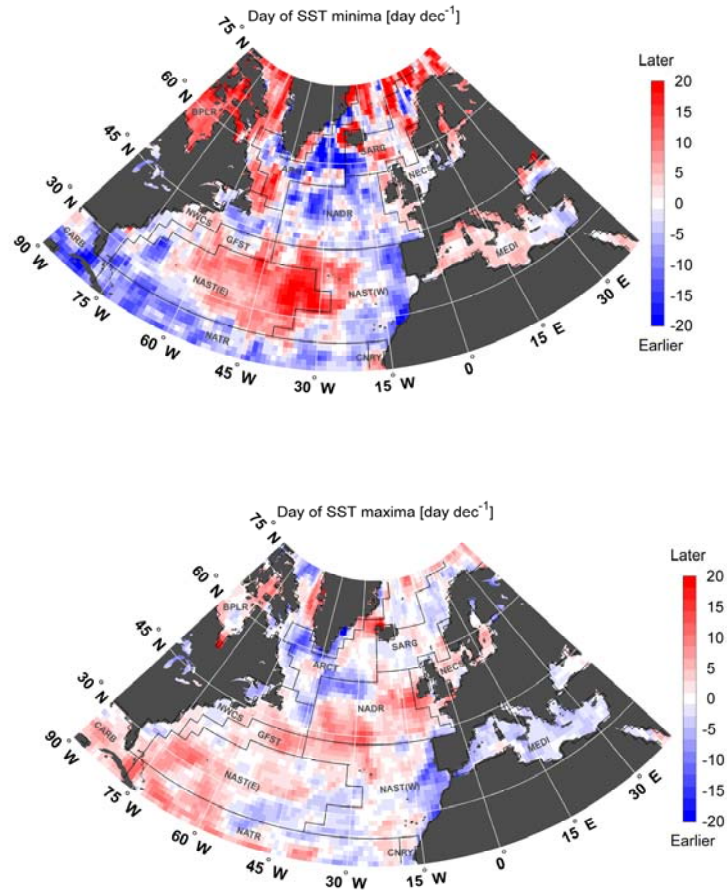 Day of SST minima [day dec⁻¹]
75° N
60° N
45° N
30° N
90° W
75° W
60° W
45° W
30° W
15° W
0°
15° E
30° E
BPLR
ARCT
SARG
NECS
NADR
NWCS
GFST
CARB
NAST(E)
NAST(W)
MEDI
NATR
CNRY
Later
20
15
10
5
0
-5
-10
-15
-20
Earlier
Day of SST maxima [day dec⁻¹]
75° N
60° N
45° N
30° N
90° W
75° W
60° W
45° W
30° W
15° W
0°
15° E
30° E
BPLR
ARCT
SARG
NECS
NADR
NWCS
GFST
CARB
NAST(E)
NAST(W)
MEDI
NATR
CNRY
Later
20
15
10
5
0
-5
-10
-15
-20
Earlier